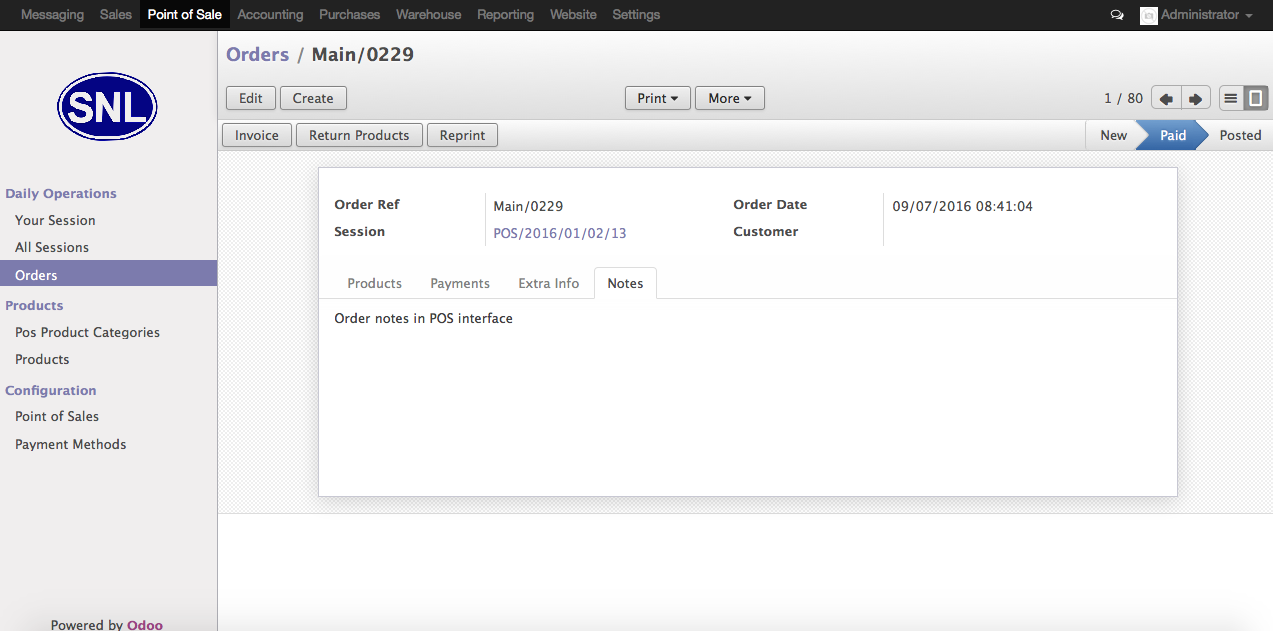 Messaging Sales Point of Sale Accounting Purchases Warehouse Reporting Website Settings Administrator
SNL
Daily Operations
Your Session
All Sessions
Orders
Products
Pos Product Categories
Products
Configuration
Point of Sales
Payment Methods
Powered by Odoo
Orders / Main/0229
Edit Create Print More 1 / 80
Invoice Return Products Reprint New Paid Posted
Order Ref Main/0229 Order Date 09/07/2016 08:41:04
Session POS/2016/01/02/13 Customer
Products Payments Extra Info Notes
Order notes in POS interface